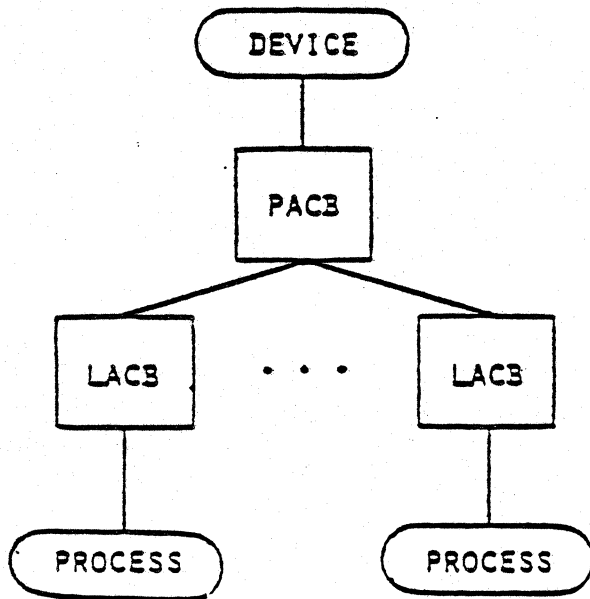 DEVICE
PACB
LACB
. . .
LACB
PROCESS
PROCESS